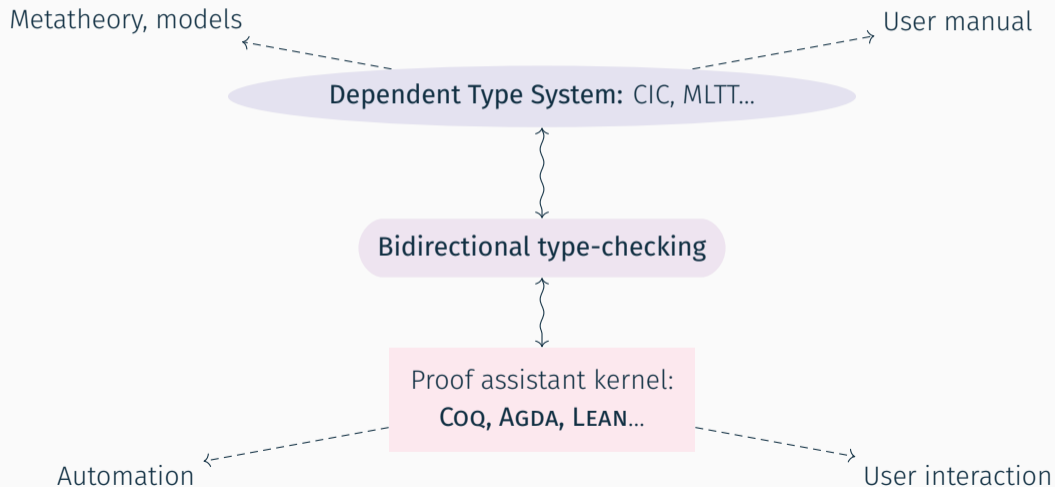 Metatheory, models
User manual
Dependent Type System: CIC, MLTT...
Bidirectional type-checking
Proof assistant kernel:
COQ, AGDA, LEAN...
Automation
User interaction